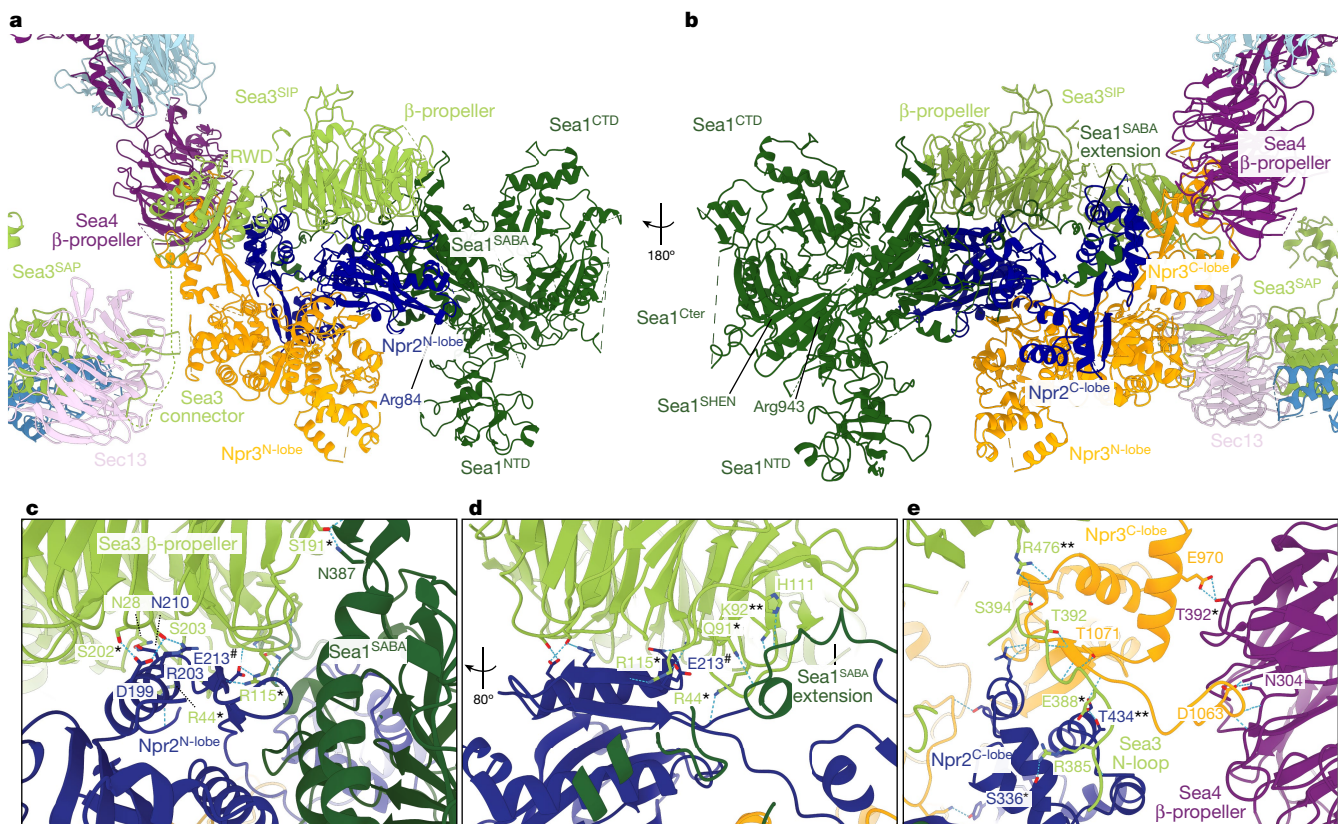 a
Sea3SIP
β-propeller
Sea1CTD
RWD
Sea4
β-propeller
Sea1SABA
Sea3SAP
Npr2N-lobe
Arg84
Sea3
connector
Sec13
Npr3N-lobe
Sea1NTD
180º
b
Sea1CTD
β-propeller
Sea3SIP
Sea1SABA
extension
Sea4
β-propeller
Npr3C-lobe
Sea3SAP
Sea1Cter
Sea1SHEN
Arg943
Npr2C-lobe
Sec13
Sea1NTD
Npr3N-lobe
c
Sea3 β-propeller
S191*
N387
N28
N210
S203
S202*
E213#
R203
D199
R115*
R44*
Sea1SABA
Npr2N-lobe
80º
d
H111
K92**
Q91*
R115*
E213#
R44*
Sea1SABA
extension
e
Npr3C-lobe
R476**
E970
S394
T392
T392*
T1071
N304
E388*
T434**
D1063
Npr2C-lobe
R385
Sea3
N-loop
S336*
Sea4
β-propeller